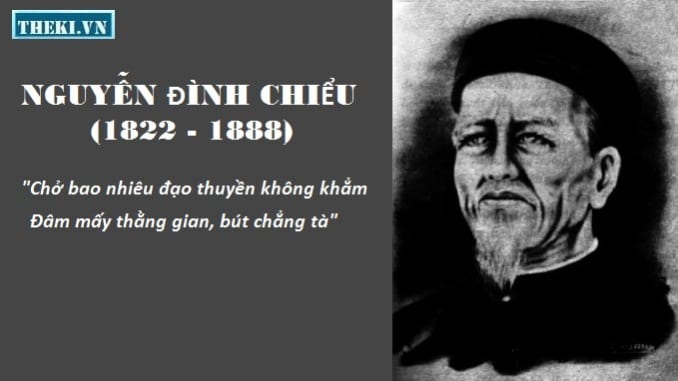 THEKI.VN
NGUYỄN ĐÌNH CHIỂU
(1822 - 1888)
"Chở bao nhiêu đạo thuyền không khẳm
Đâm mấy thằng gian, bút chẳng tà"